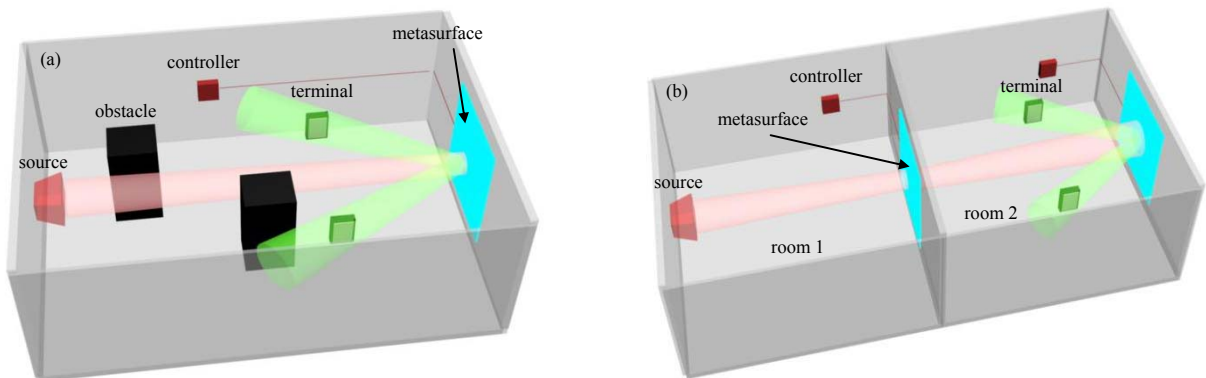 (a)
metasurface
controller
terminal
obstacle
source
(b)
controller
terminal
metasurface
source
room 2
room 1